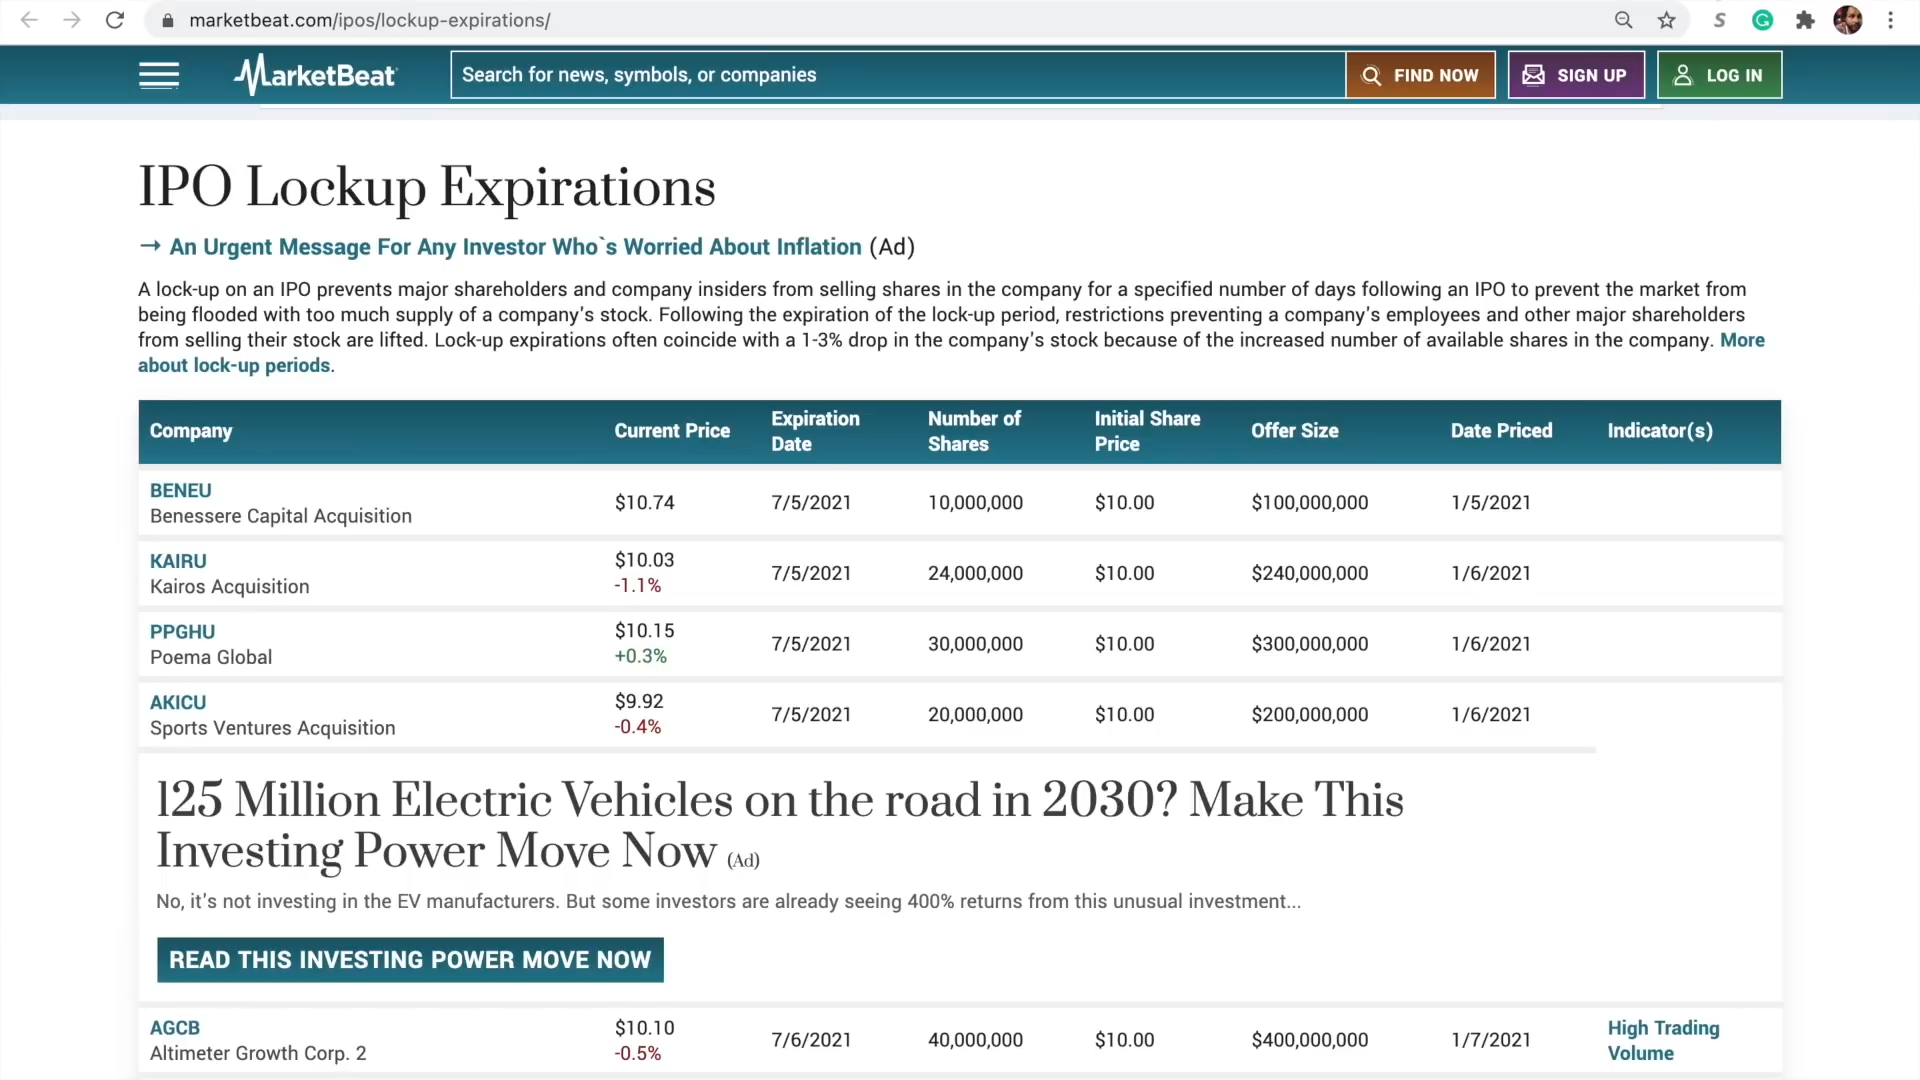 marketbeat.com/ipos/lockup-expirations/
MarketBeat
Search for news, symbols, or companies
FIND NOW
SIGN UP
LOG IN
IPO Lockup Expirations
→ An Urgent Message For Any Investor Who`s Worried About Inflation (Ad)
A lock-up on an IPO prevents major shareholders and company insiders from selling shares in the company for a specified number of days following an IPO to prevent the market from
being flooded with too much supply of a company's stock. Following the expiration of the lock-up period, restrictions preventing a company's employees and other major shareholders
from selling their stock are lifted. Lock-up expirations often coincide with a 1-3% drop in the company's stock because of the increased number of available shares in the company. More
about lock-up periods.
Company Current Price Expiration Date Number of Shares Initial Share Price Offer Size Date Priced Indicator(s)
BENEU
Benessere Capital Acquisition
$10.74 7/5/2021 10,000,000 $10.00 $100,000,000 1/5/2021
KAIRU
Kairos Acquisition
$10.03
-1.1%
7/5/2021 24,000,000 $10.00 $240,000,000 1/6/2021
PPGHU
Poema Global
$10.15
+0.3%
7/5/2021 30,000,000 $10.00 $300,000,000 1/6/2021
AKICU
Sports Ventures Acquisition
$9.92
-0.4%
7/5/2021 20,000,000 $10.00 $200,000,000 1/6/2021
125 Million Electric Vehicles on the road in 2030? Make This
Investing Power Move Now (Ad)
No, it's not investing in the EV manufacturers. But some investors are already seeing 400% returns from this unusual investment...
READ THIS INVESTING POWER MOVE NOW
AGCB
Altimeter Growth Corp. 2
$10.10
-0.5%
7/6/2021 40,000,000 $10.00 $400,000,000 1/7/2021
High Trading
Volume